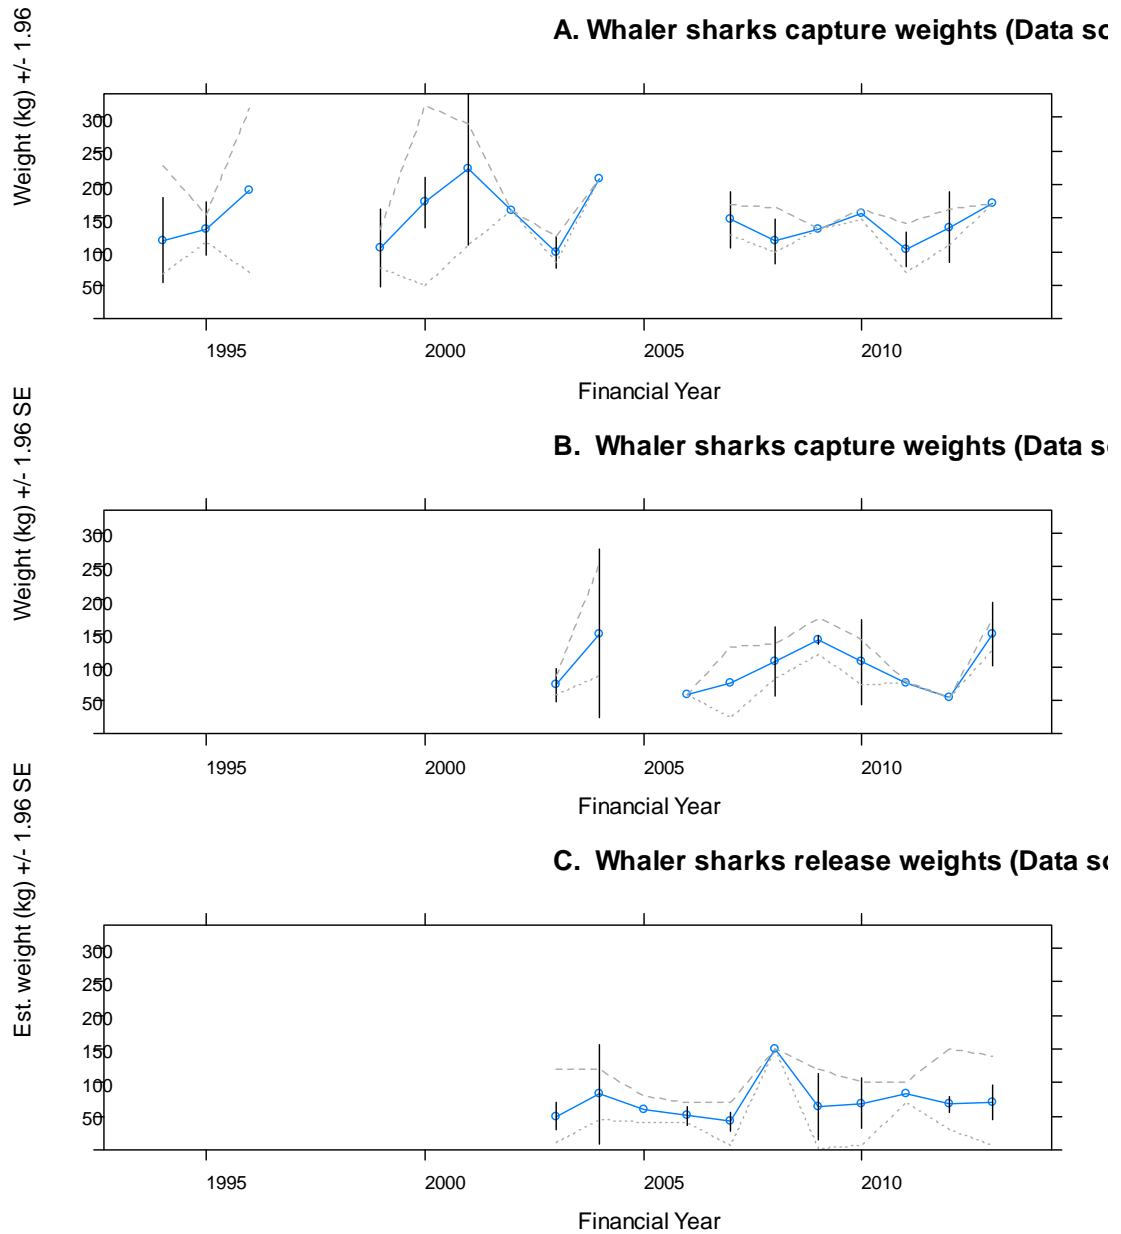 A. Whaler sharks capture weights (Data sc
Weight (kg) +/- 1.96
300
250
200
150
100
50
1995 2000 2005 2010
Financial Year
B. Whaler sharks capture weights (Data s
Weight (kg) +/- 1.96 SE
300
250
200
150
100
50
1995 2000 2005 2010
Financial Year
C. Whaler sharks release weights (Data sc
Est. weight (kg) +/- 1.96 SE
300
250
200
150
100
50
1995 2000 2005 2010
Financial Year